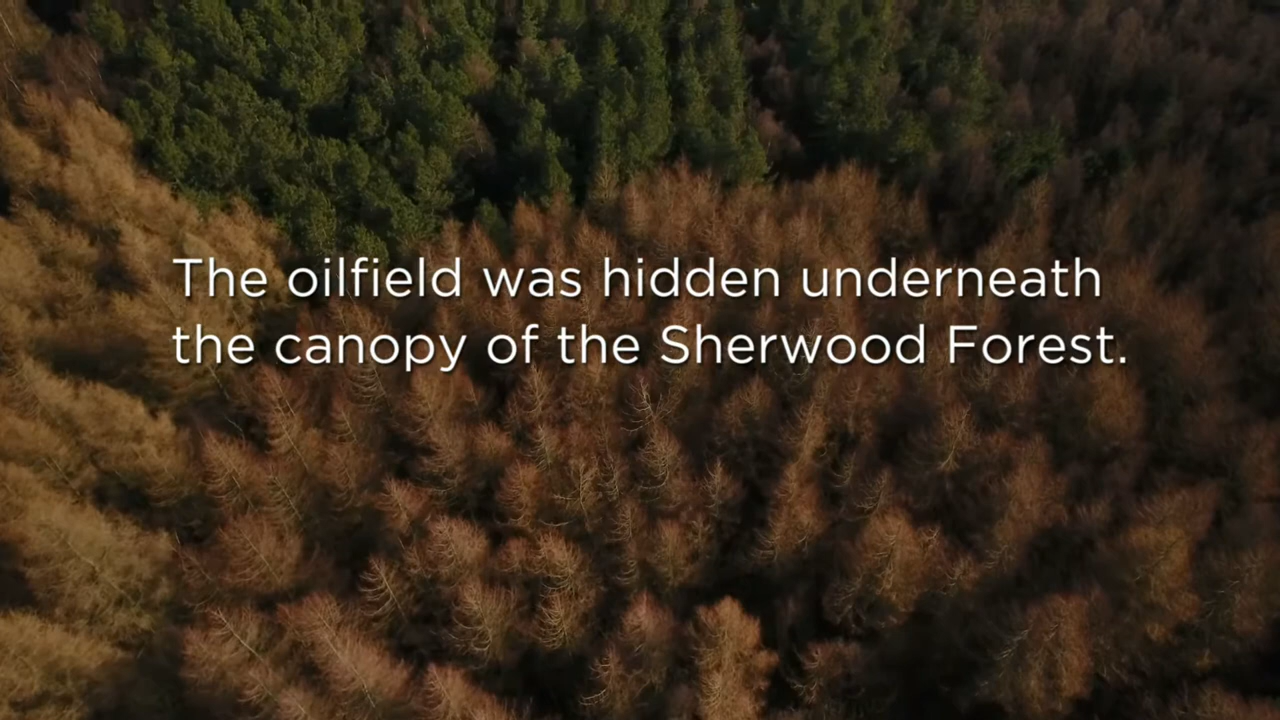 The oilfield was hidden underneath
the canopy of the Sherwood Forest.